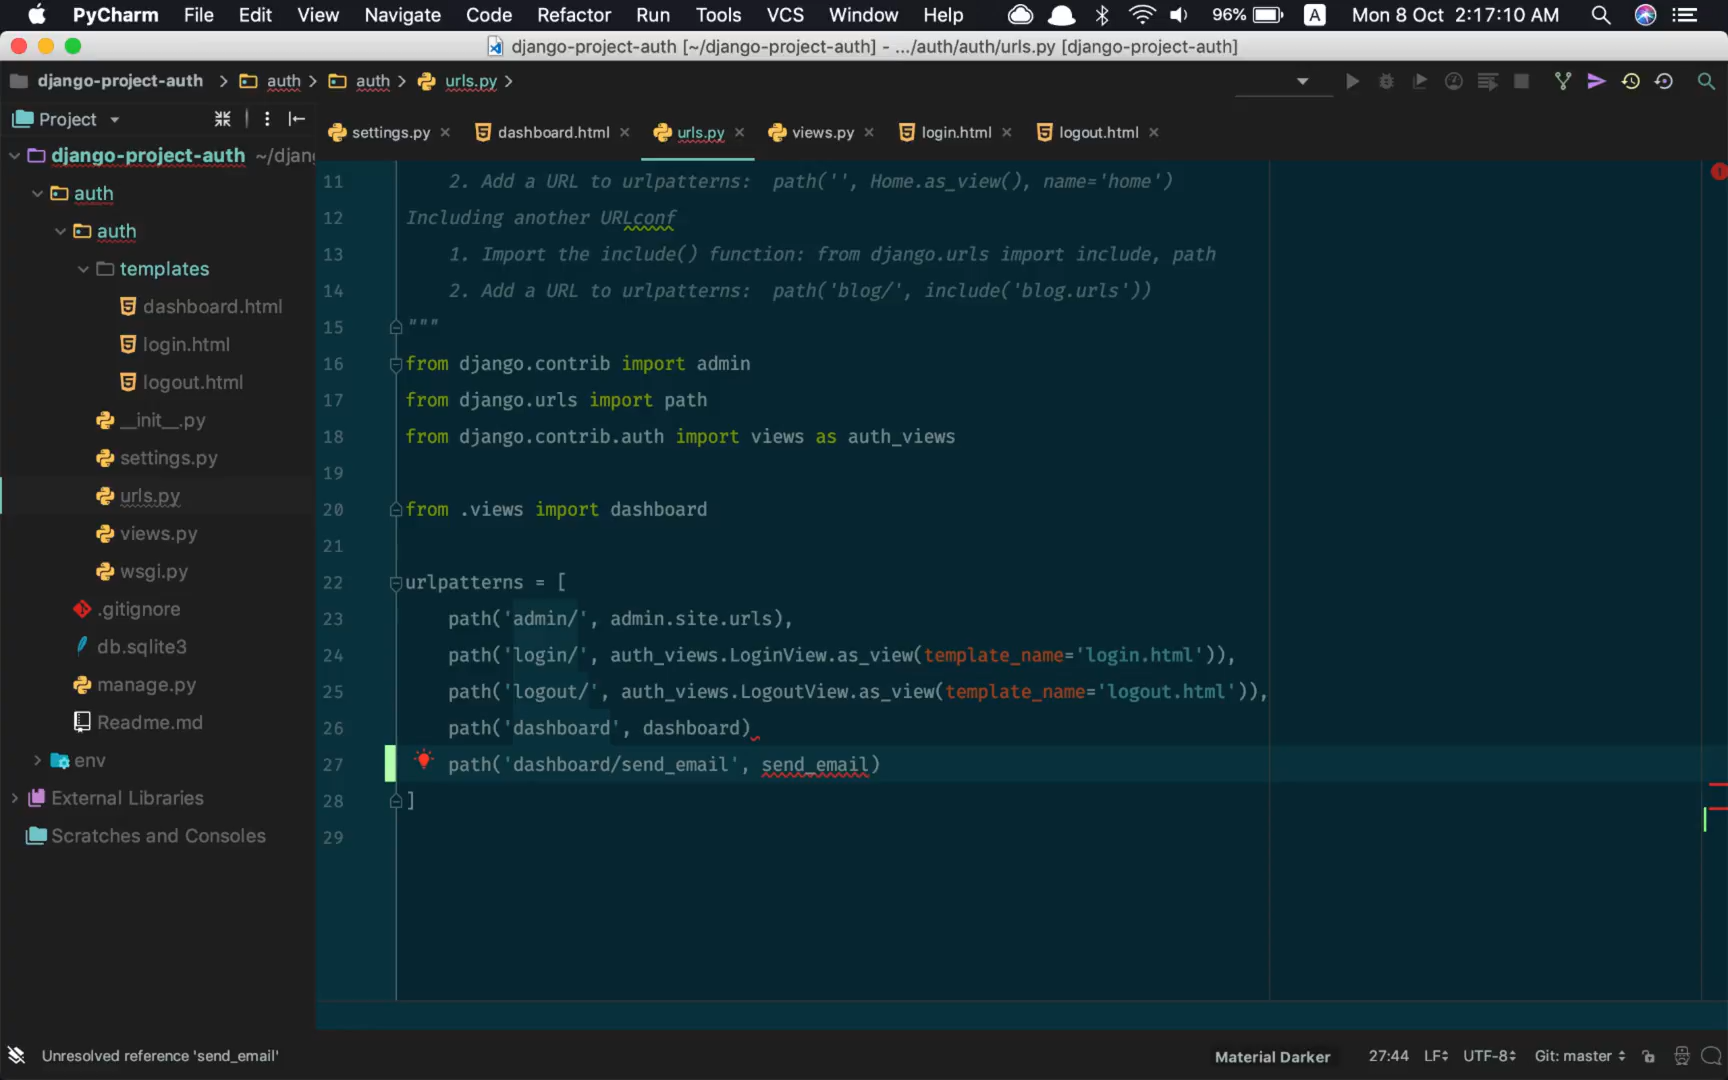 PyCharm File Edit View Navigate Code Refactor Run Tools VCS Window Help 96% A Mon 8 Oct 2:17:10 AM
django-project-auth [~/django-project-auth] - .../auth/auth/urls.py [django-project-auth]
django-project-auth > auth > auth > urls.py >
Project
settings.py × dashboard.html × urls.py × views.py × login.html × logout.html ×
django-project-auth ~/djan
auth
auth
templates
dashboard.html
login.html
logout.html
__init__.py
settings.py
urls.py
views.py
wsgi.py
.gitignore
db.sqlite3
manage.py
Readme.md
env
External Libraries
Scratches and Consoles
11     2. Add a URL to urlpatterns:  path('', Home.as_view(), name='home')
12 Including another URLconf
13     1. Import the include() function: from django.urls import include, path
14     2. Add a URL to urlpatterns:  path('blog/', include('blog.urls'))
15 """
16 from django.contrib import admin
17 from django.urls import path
18 from django.contrib.auth import views as auth_views
19
20 from .views import dashboard
21
22 urlpatterns = [
23     path('admin/', admin.site.urls),
24     path('login/', auth_views.LoginView.as_view(template_name='login.html')),
25     path('logout/', auth_views.LogoutView.as_view(template_name='logout.html')),
26     path('dashboard', dashboard)
27     path('dashboard/send_email', send_email)
28 ]
29
Unresolved reference 'send_email' Material Darker 27:44 LF UTF-8 Git: master